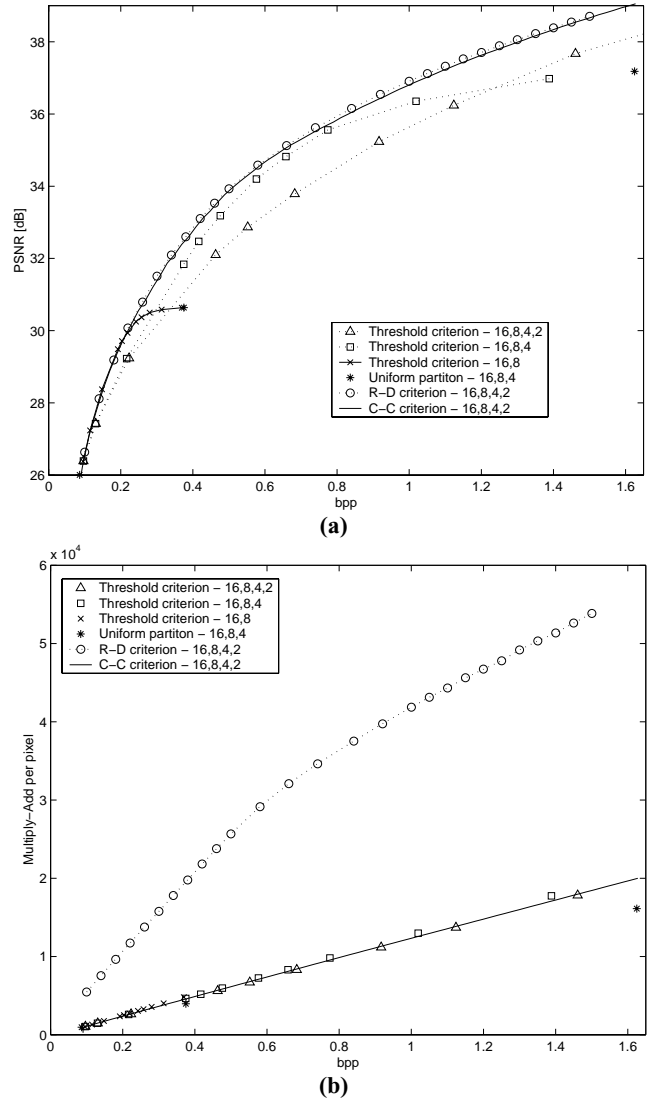 38
36
34
32
30
28
26
PSNR [dB]
Threshold criterion – 16,8,4,2
Threshold criterion – 16,8,4
Threshold criterion – 16,8
Uniform partiton – 16,8,4
R–D criterion – 16,8,4,2
C–C criterion – 16,8,4,2
0 0.2 0.4 0.6 0.8 1 1.2 1.4 1.6
bpp
(a)
x 10^4
6
5
4
3
2
1
0
Multiply–Add per pixel
Threshold criterion – 16,8,4,2
Threshold criterion – 16,8,4
Threshold criterion – 16,8
Uniform partiton – 16,8,4
R–D criterion – 16,8,4,2
C–C criterion – 16,8,4,2
0 0.2 0.4 0.6 0.8 1 1.2 1.4 1.6
bpp
(b)